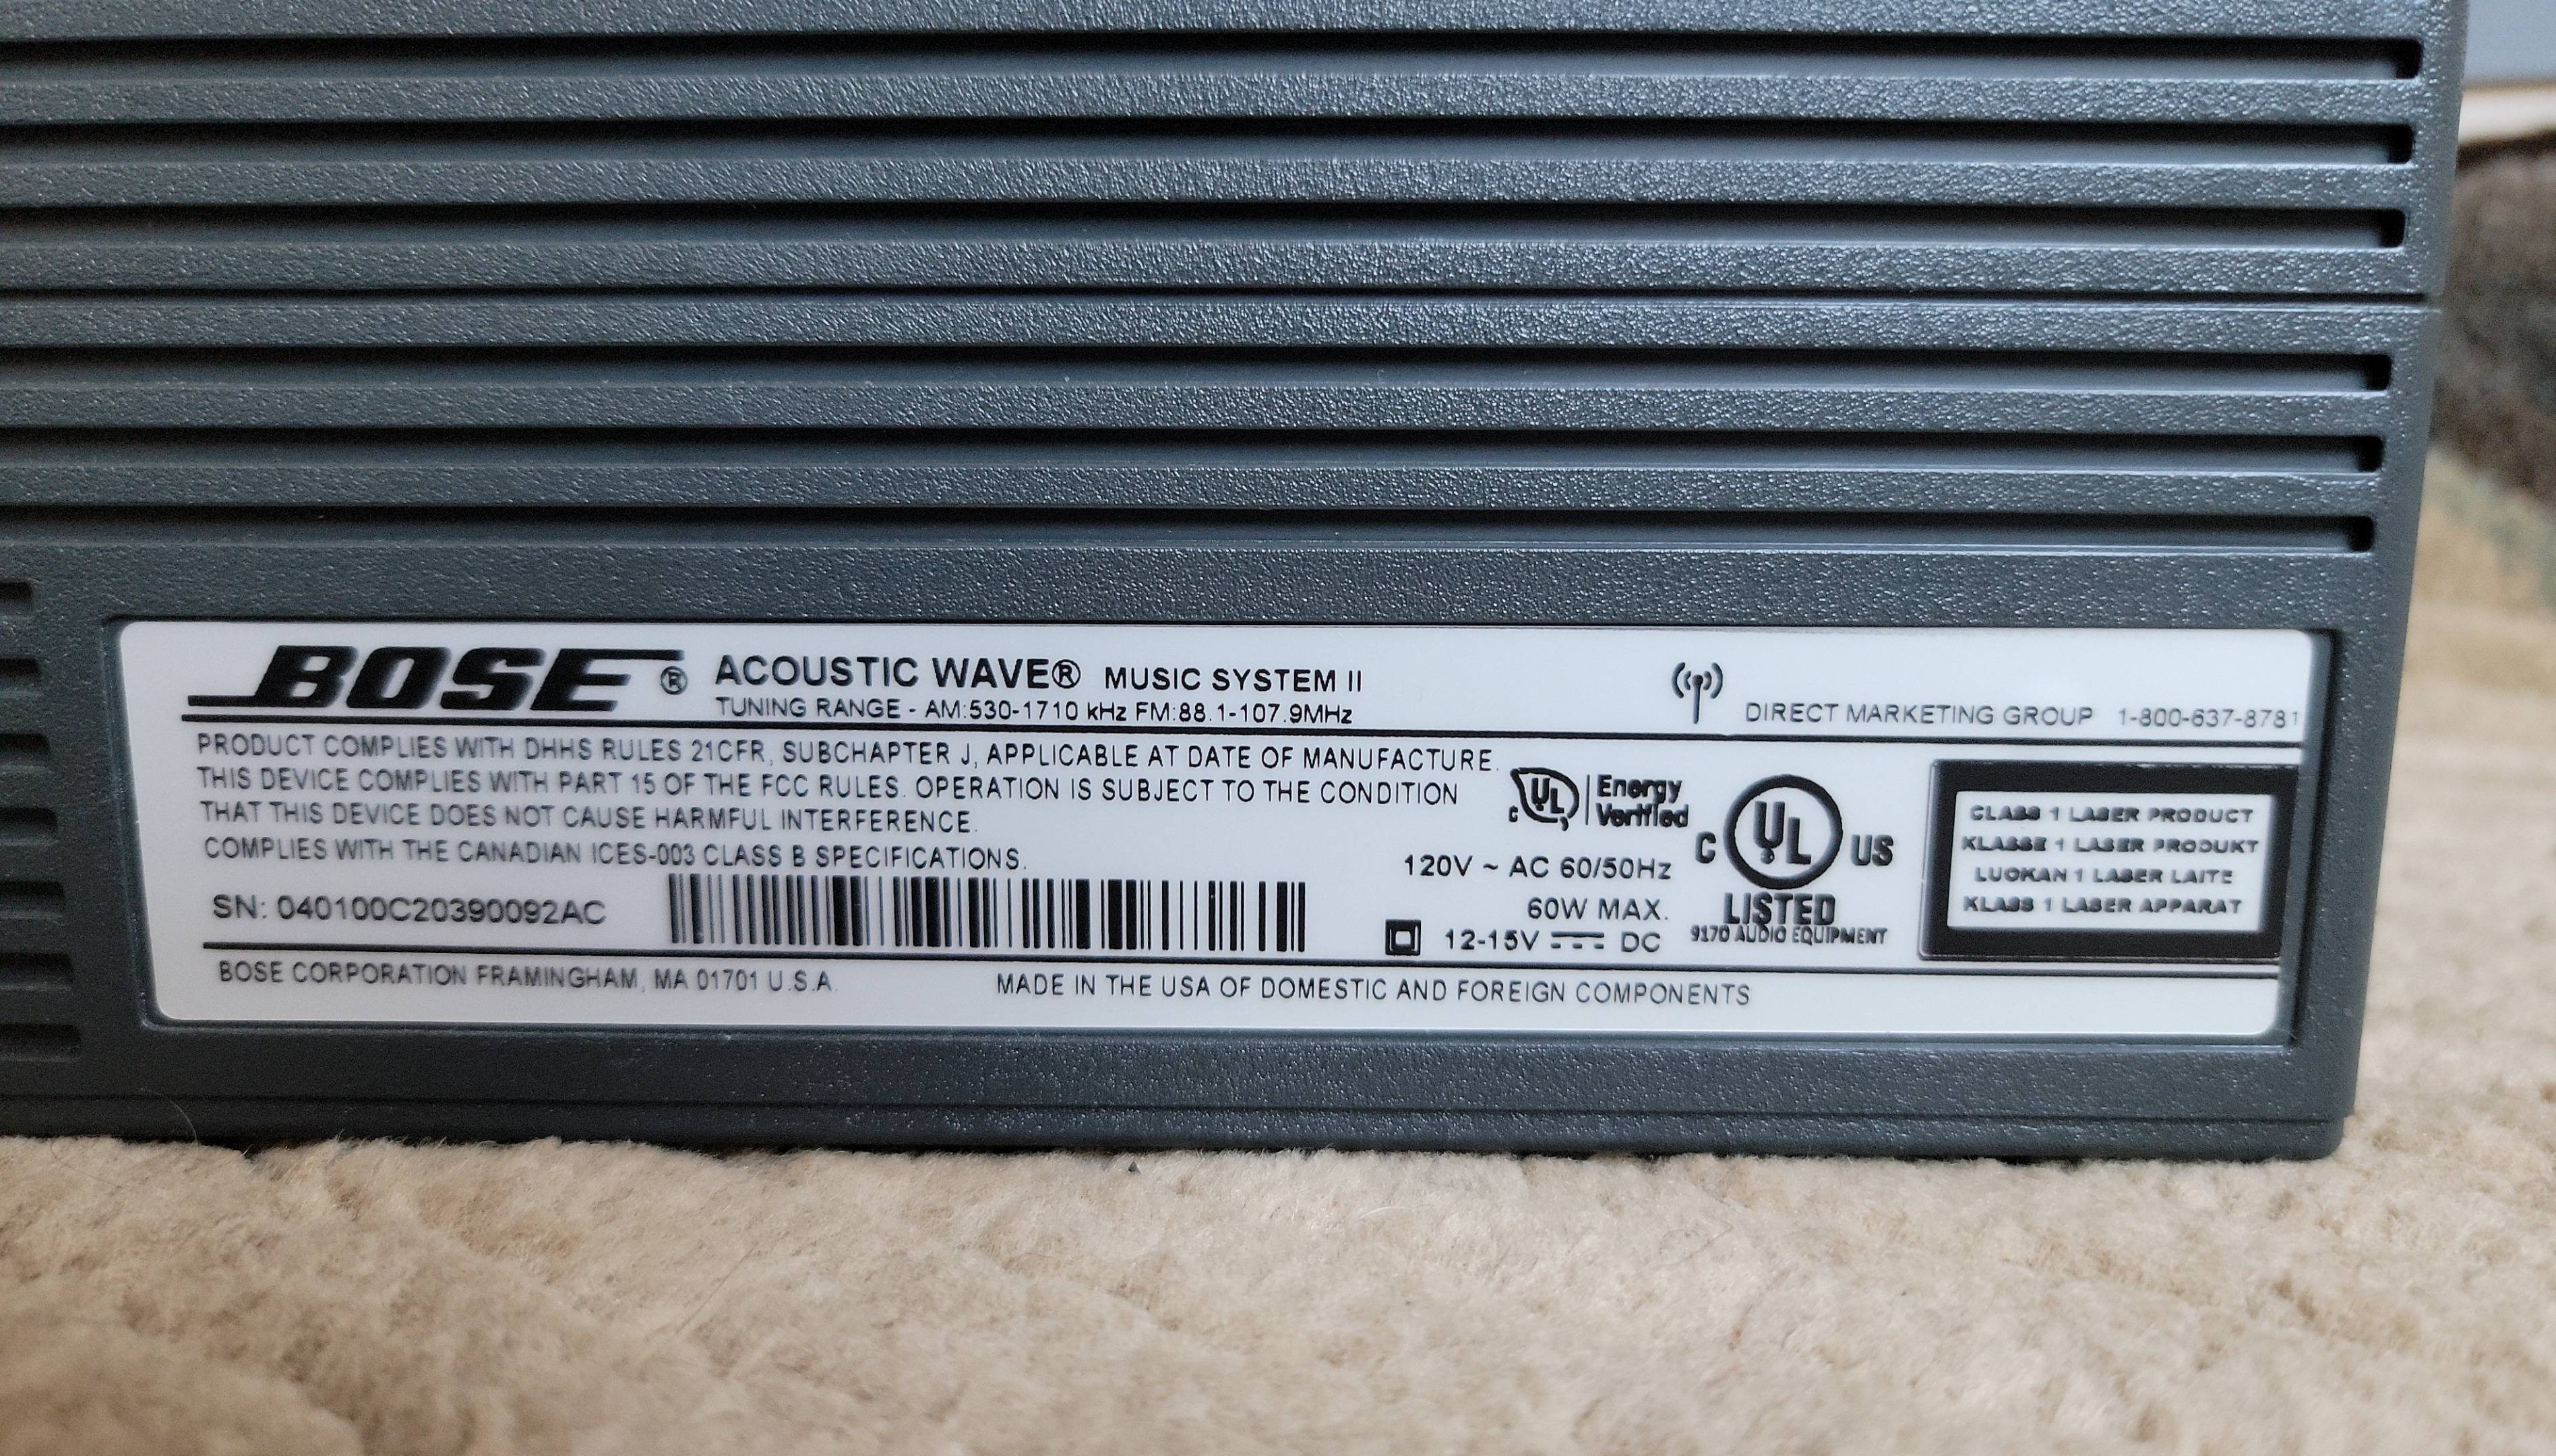 BOSE® ACOUSTIC WAVE® MUSIC SYSTEM II
TUNING RANGE - AM:530-1710 kHz FM:88.1-107.9MHz
DIRECT MARKETING GROUP 1-800-637-8781
PRODUCT COMPLIES WITH DHHS RULES 21CFR, SUBCHAPTER J, APPLICABLE AT DATE OF MANUFACTURE.
THIS DEVICE COMPLIES WITH PART 15 OF THE FCC RULES. OPERATION IS SUBJECT TO THE CONDITION
THAT THIS DEVICE DOES NOT CAUSE HARMFUL INTERFERENCE.
COMPLIES WITH THE CANADIAN ICES-003 CLASS B SPECIFICATIONS.
SN: 040100C20390092AC
c UL Energy
Verified
120V ~ AC 60/50Hz
60W MAX.
12-15V DC
C UL US
LISTED
9170 AUDIO EQUIPMENT
CLASS 1 LASER PRODUCT
KLASSE 1 LASER PRODUKT
LUOKAN 1 LASER LAITE
KLASS 1 LASER APPARAT
BOSE CORPORATION FRAMINGHAM, MA 01701 U.S.A.
MADE IN THE USA OF DOMESTIC AND FOREIGN COMPONENTS